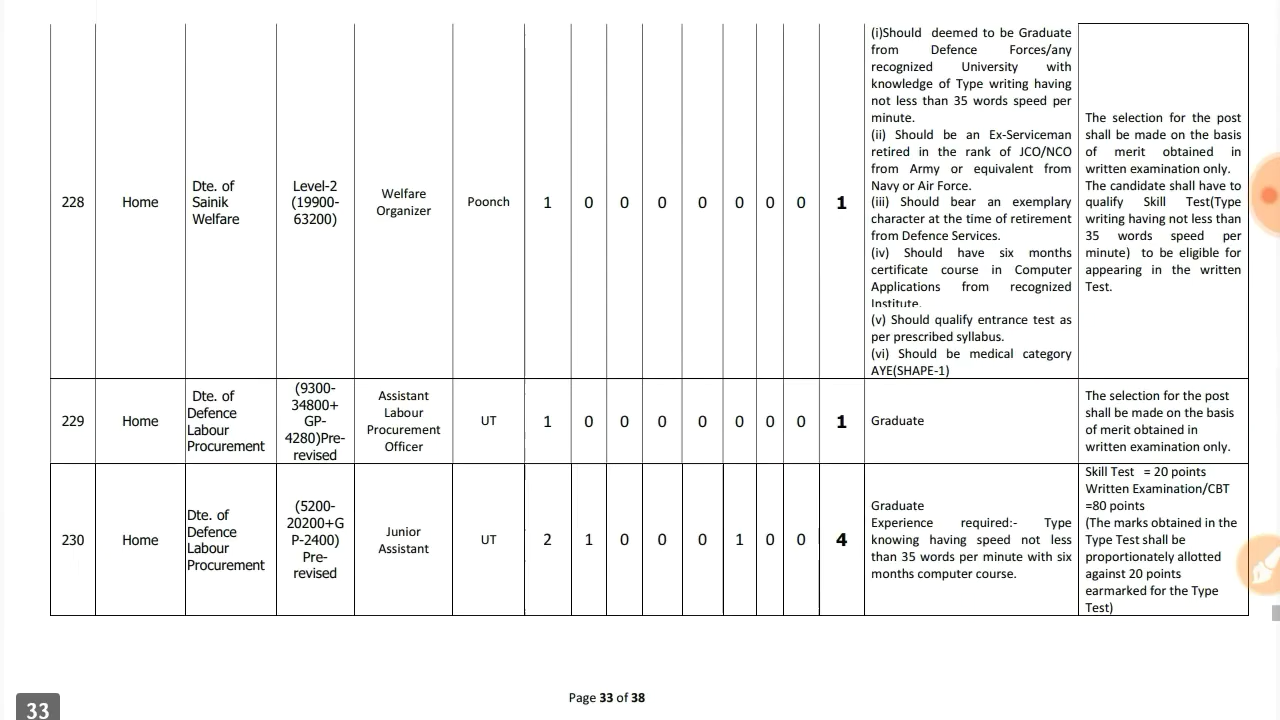 228
Home
Dte. of
Sainik
Welfare
Level-2
(19900-
63200)
Welfare
Organizer
Poonch
1 0 0 0 0 0 0 0 1
(i)Should deemed to be Graduate
from Defence Forces/any
recognized University with
knowledge of Type writing having
not less than 35 words speed per
minute.
(ii) Should be an Ex-Serviceman
retired in the rank of JCO/NCO
from Army or equivalent from
Navy or Air Force.
(iii) Should bear an exemplary
character at the time of retirement
from Defence Services.
(iv) Should have six months
certificate course in Computer
Applications from recognized
Institute.
(v) Should qualify entrance test as
per prescribed syllabus.
(vi) Should be medical category
AYE(SHAPE-1)
The selection for the post
shall be made on the basis
of merit obtained in
written examination only.
The candidate shall have to
qualify Skill Test(Type
writing having not less than
35 words speed per
minute) to be eligible for
appearing in the written
Test.
229
Home
Dte. of
Defence
Labour
Procurement
(9300-
34800+
GP-
4280)Pre-
revised
Assistant
Labour
Procurement
Officer
UT
1 0 0 0 0 0 0 0 1
Graduate
The selection for the post
shall be made on the basis
of merit obtained in
written examination only.
230
Home
Dte. of
Defence
Labour
Procurement
(5200-
20200+G
P-2400)
Pre-
revised
Junior
Assistant
UT
2 1 0 0 0 1 0 0 4
Graduate
Experience required:- Type
knowing having speed not less
than 35 words per minute with six
months computer course.
Skill Test = 20 points
Written Examination/CBT
=80 points
(The marks obtained in the
Type Test shall be
proportionately allotted
against 20 points
earmarked for the Type
Test)
Page 33 of 38
33